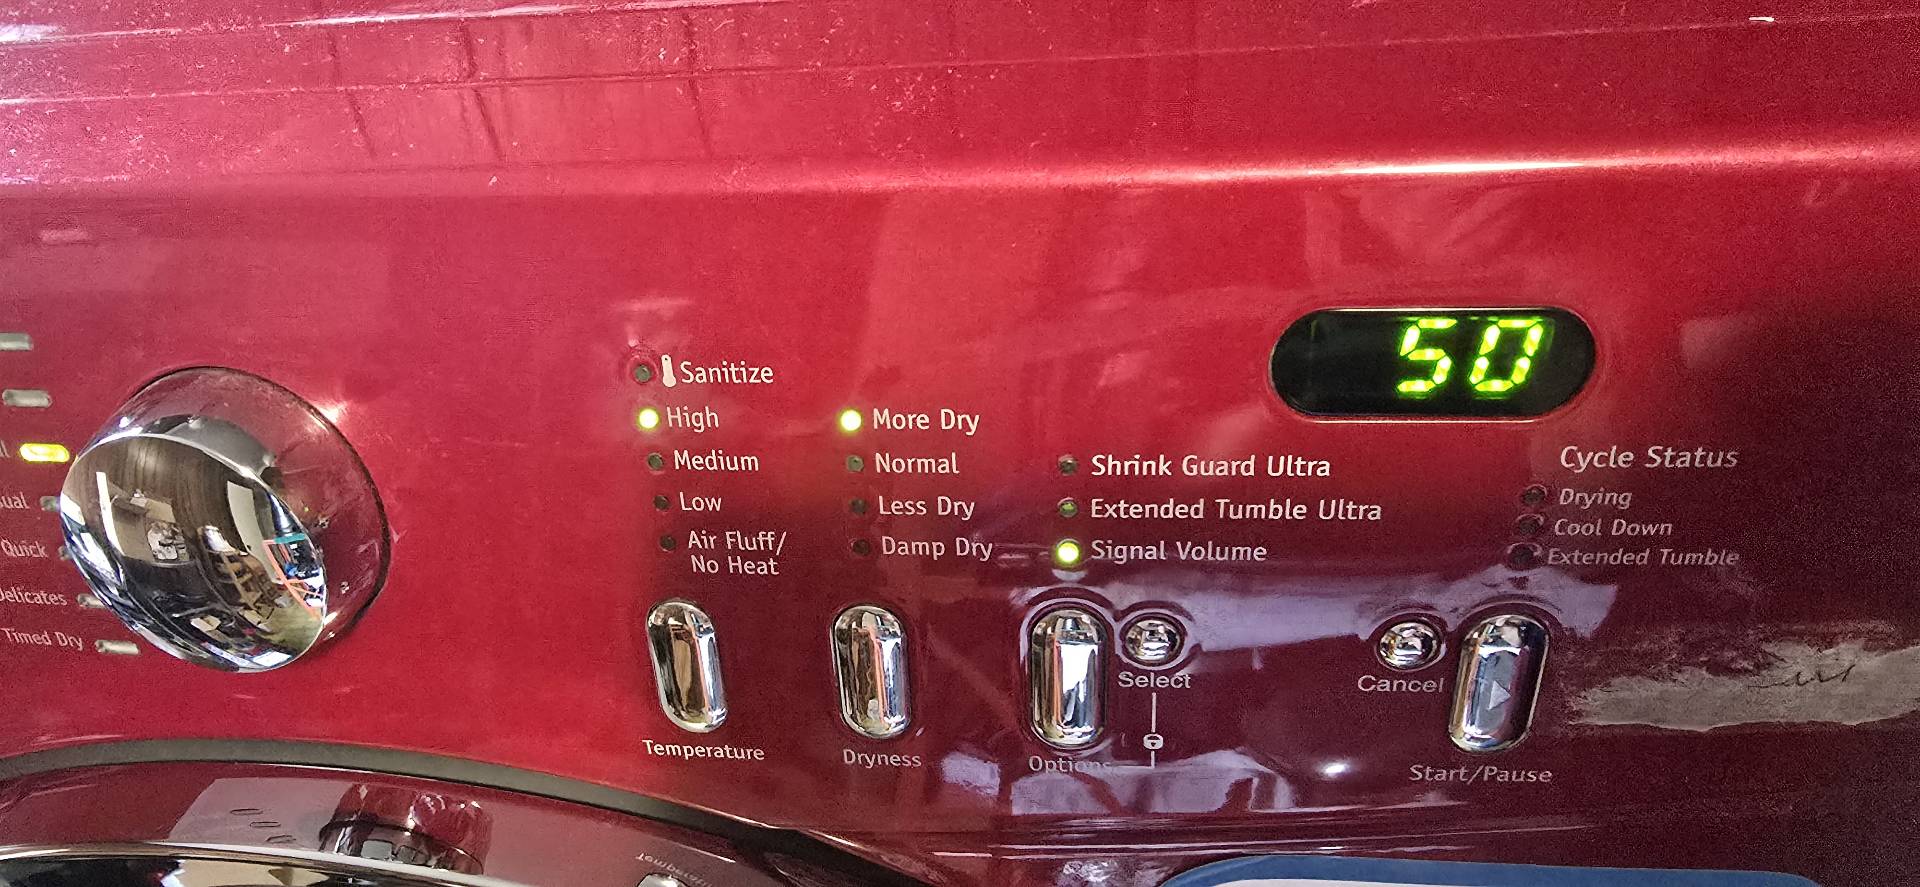 Quick
Delicates
Timed Dry
Sanitize
High
Medium
Low
Air Fluff/
No Heat
Temperature
More Dry
Normal
Less Dry
Damp Dry
Dryness
Shrink Guard Ultra
Extended Tumble Ultra
Signal Volume
Options
Select
50
Cycle Status
Drying
Cool Down
Extended Tumble
Cancel
Start/Pause